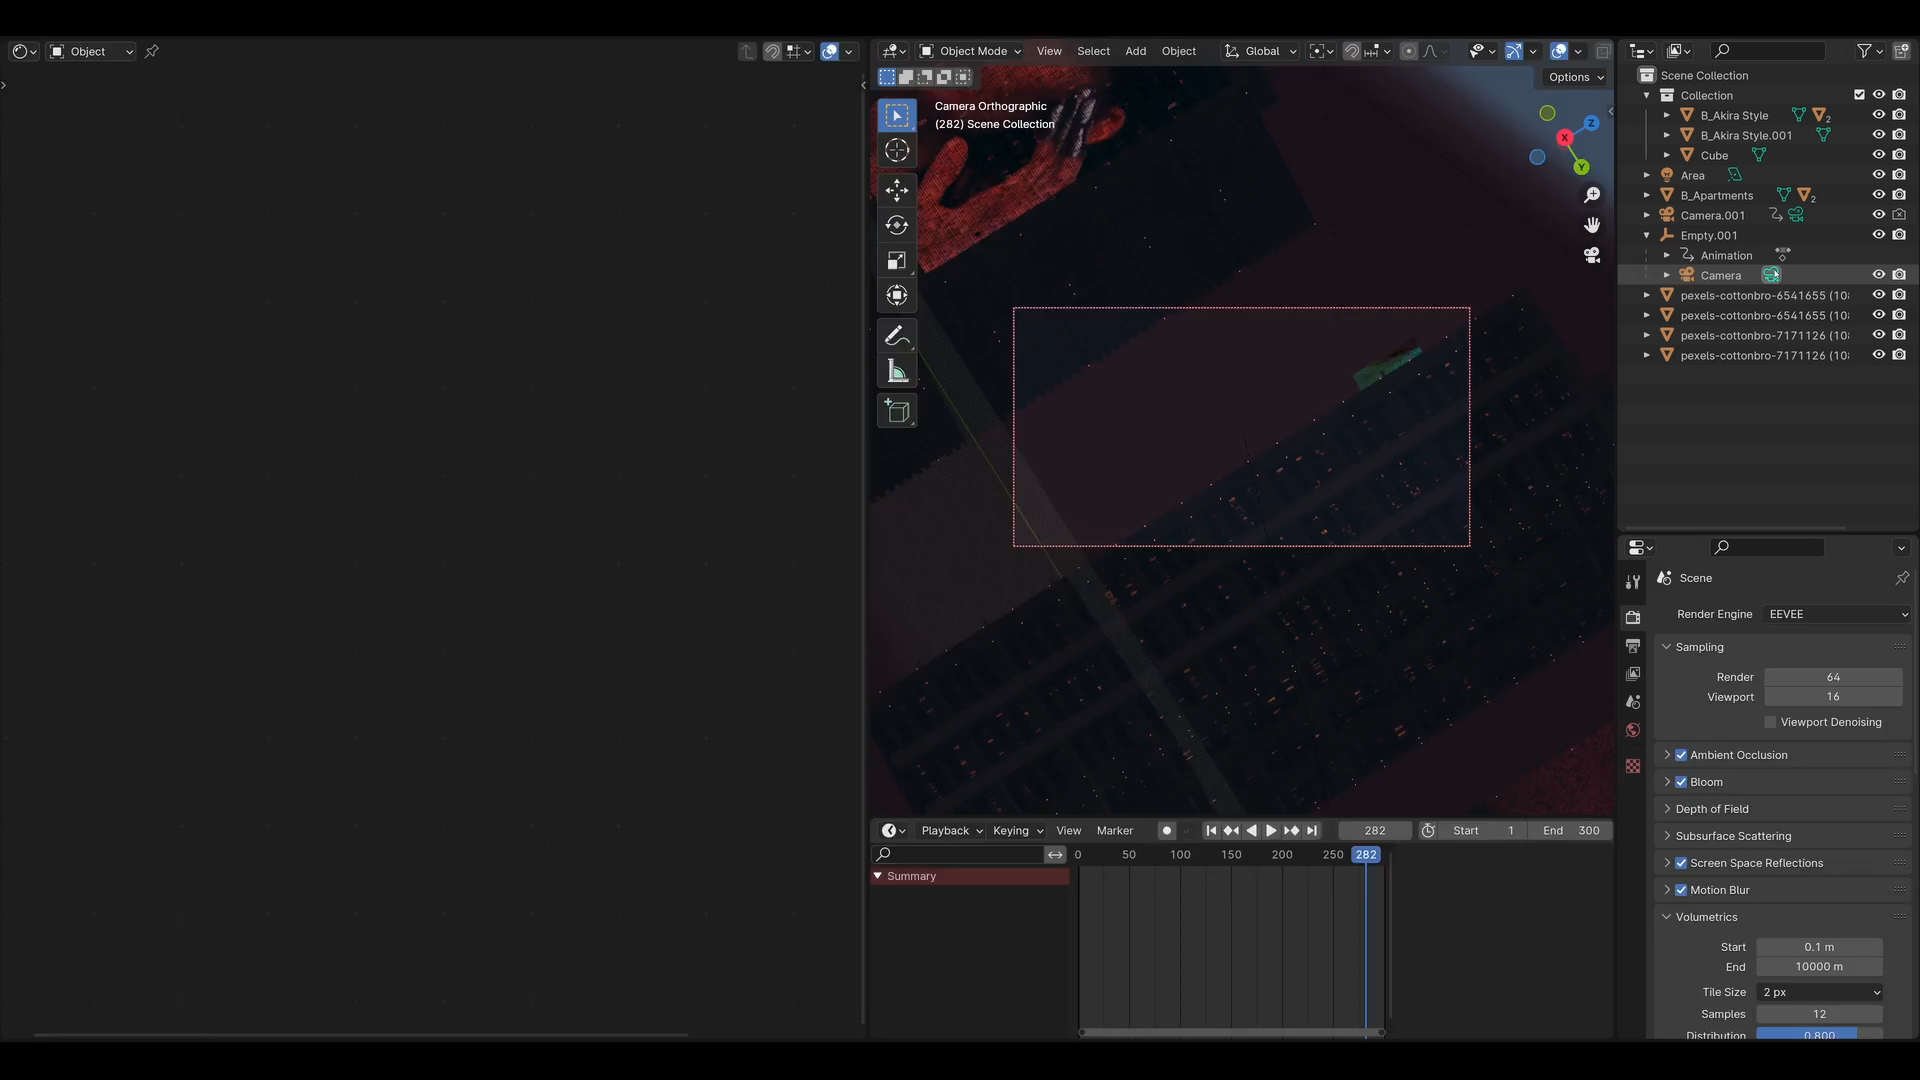 Object
Object Mode
View
Select
Add
Object
Global
Options
Camera Orthographic
(282) Scene Collection
X
Y
Z
Playback
Keying
View
Marker
282
Start 1
End 300
0
50
100
150
200
250
282
Summary
Scene Collection
Collection
B_Akira Style
2
B_Akira Style.001
Cube
Area
B_Apartments
2
Camera.001
Empty.001
Animation
Camera
pexels-cottonbro-6541655 (10
pexels-cottonbro-6541655 (10
pexels-cottonbro-7171126 (10
pexels-cottonbro-7171126 (10
Scene
Render Engine EEVEE
Sampling
Render 64
Viewport 16
Viewport Denoising
Ambient Occlusion
Bloom
Depth of Field
Subsurface Scattering
Screen Space Reflections
Motion Blur
Volumetrics
Start 0.1 m
End 10000 m
Tile Size 2 px
Samples 12
Distribution 0.800